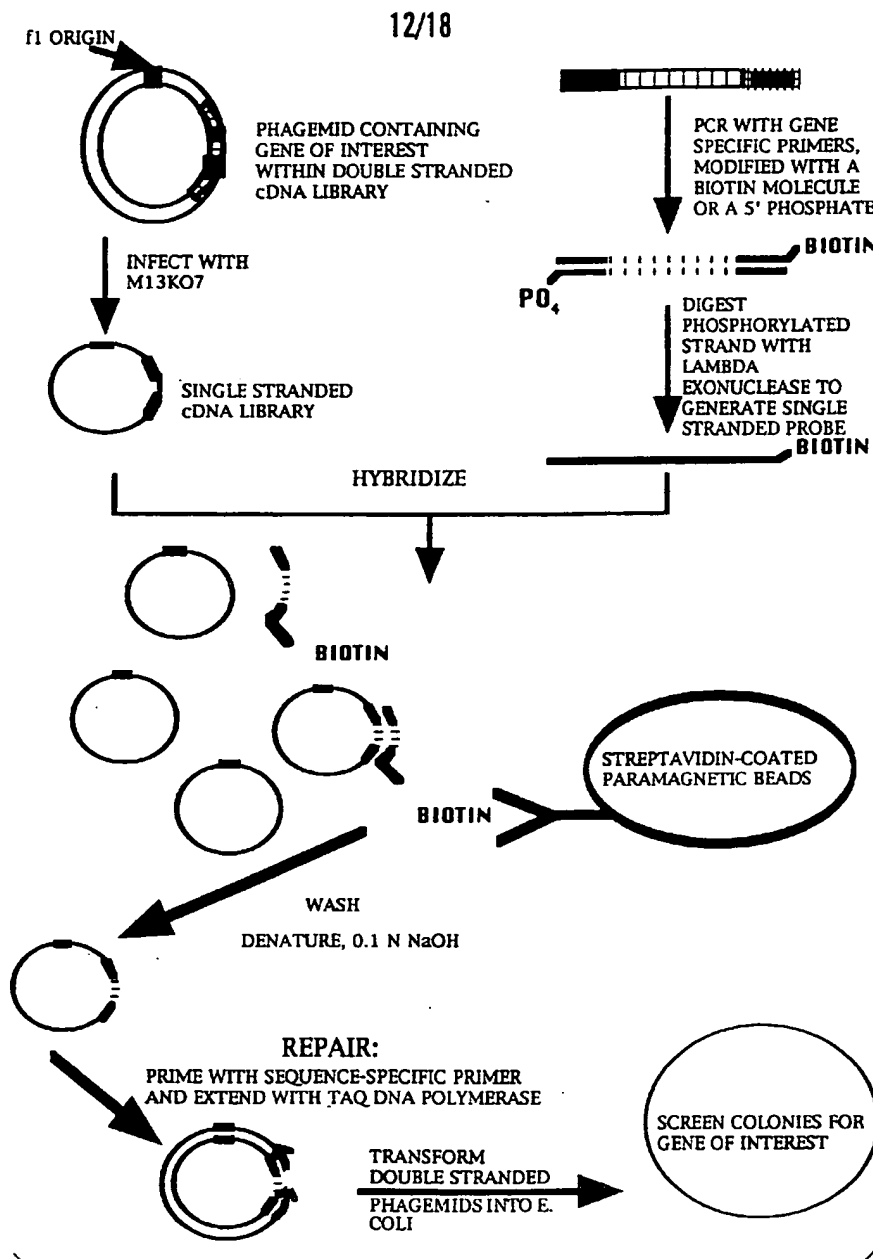 12/18
f1 ORIGIN
PHAGEMID CONTAINING
GENE OF INTEREST
WITHIN DOUBLE STRANDED
cDNA LIBRARY
INFECT WITH
M13KO7
SINGLE STRANDED
cDNA LIBRARY
PCR WITH GENE
SPECIFIC PRIMERS,
MODIFIED WITH A
BIOTIN MOLECULE
OR A 5' PHOSPHATE
BIOTIN
PO4
DIGEST
PHOSPHORYLATED
STRAND WITH
LAMBDA
EXONUCLEASE TO
GENERATE SINGLE
STRANDED PROBE
BIOTIN
HYBRIDIZE
BIOTIN
STREPTAVIDIN-COATED
PARAMAGNETIC BEADS
BIOTIN
WASH
DENATURE, 0.1 N NaOH
REPAIR:
PRIME WITH SEQUENCE-SPECIFIC PRIMER
AND EXTEND WITH TAQ DNA POLYMERASE
TRANSFORM
DOUBLE STRANDED
PHAGEMIDS INTO E.
COLI
SCREEN COLONIES FOR
GENE OF INTEREST